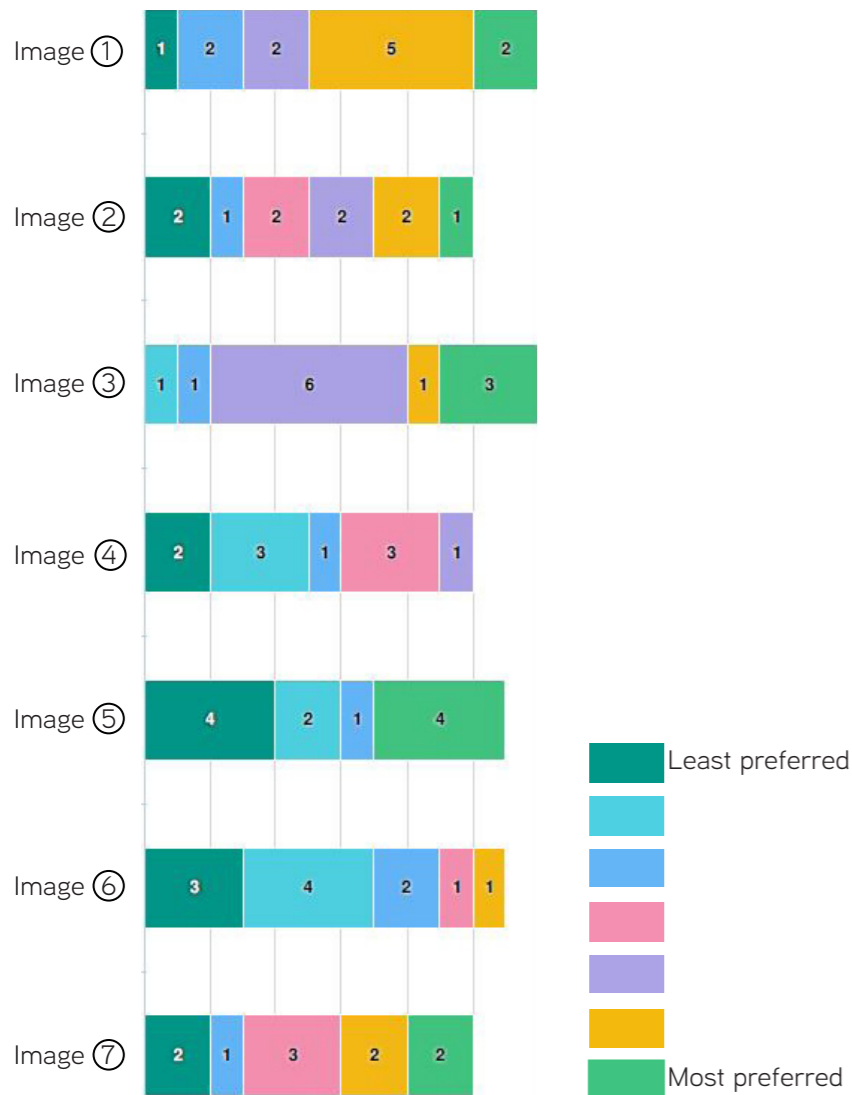 Image ① 1 2 2 5 2
Image ② 2 1 2 2 2 1
Image ③ 1 1 6 1 3
Image ④ 2 3 1 3 1
Image ⑤ 4 2 1 4
Image ⑥ 3 4 2 1 1
Image ⑦ 2 1 3 2 2
Least preferred
Most preferred